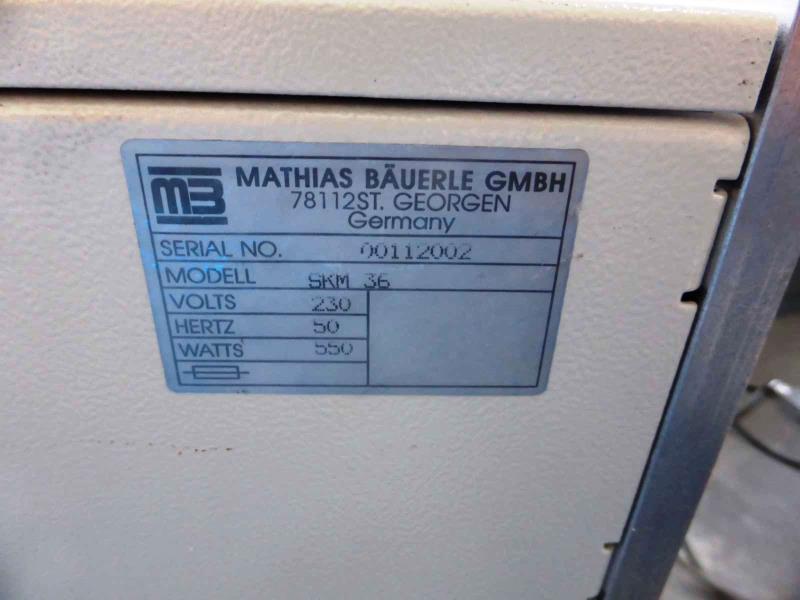 MB
MATHIAS BÄUERLE GMBH
78112ST. GEORGEN
Germany
SERIAL NO. 00112002
MODELL SKM 36
VOLTS 230
HERTZ 50
WATTS 550